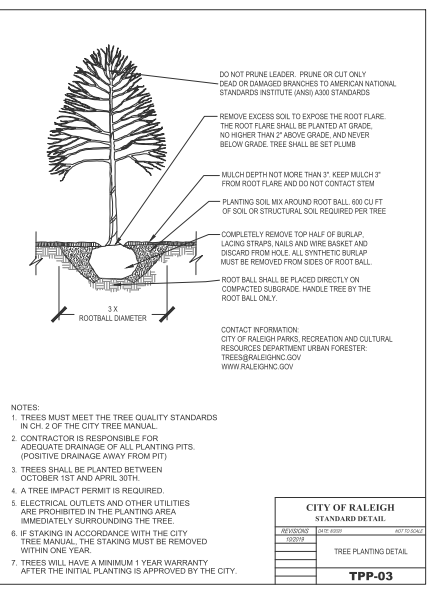 DO NOT PRUNE LEADER. PRUNE OR CUT ONLY
DEAD OR DAMAGED BRANCHES TO AMERICAN NATIONAL
STANDARDS INSTITUTE (ANSI) A300 STANDARDS
REMOVE EXCESS SOIL TO EXPOSE THE ROOT FLARE.
THE ROOT FLARE SHALL BE PLANTED AT GRADE,
NO HIGHER THAN 2" ABOVE GRADE, AND NEVER
BELOW GRADE. TREE SHALL BE SET PLUMB
MULCH DEPTH NOT MORE THAN 3". KEEP MULCH 3"
FROM ROOT FLARE AND DO NOT CONTACT STEM
PLANTING SOIL MIX AROUND ROOT BALL. 600 CU FT
OF SOIL OR STRUCTURAL SOIL REQUIRED PER TREE
COMPLETELY REMOVE TOP HALF OF BURLAP,
LACING STRAPS, NAILS AND WIRE BASKET AND
DISCARD FROM HOLE. ALL SYNTHETIC BURLAP
MUST BE REMOVED FROM SIDES OF ROOT BALL.
ROOT BALL SHALL BE PLACED DIRECTLY ON
COMPACTED SUBGRADE. HANDLE TREE BY THE
ROOT BALL ONLY.
3 X
ROOTBALL DIAMETER
CONTACT INFORMATION:
CITY OF RALEIGH PARKS, RECREATION AND CULTURAL
RESOURCES DEPARTMENT URBAN FORESTER:
TREES@RALEIGHNC.GOV
WWW.RALEIGHNC.GOV
NOTES:
1. TREES MUST MEET THE TREE QUALITY STANDARDS
IN CH. 2 OF THE CITY TREE MANUAL.
2. CONTRACTOR IS RESPONSIBLE FOR
ADEQUATE DRAINAGE OF ALL PLANTING PITS.
(POSITIVE DRAINAGE AWAY FROM PIT)
3. TREES SHALL BE PLANTED BETWEEN
OCTOBER 1ST AND APRIL 30TH.
4. A TREE IMPACT PERMIT IS REQUIRED.
5. ELECTRICAL OUTLETS AND OTHER UTILITIES
ARE PROHIBITED IN THE PLANTING AREA
IMMEDIATELY SURROUNDING THE TREE.
6. IF STAKING IN ACCORDANCE WITH THE CITY
TREE MANUAL, THE STAKING MUST BE REMOVED
WITHIN ONE YEAR.
7. TREES WILL HAVE A MINIMUM 1 YEAR WARRANTY
AFTER THE INITIAL PLANTING IS APPROVED BY THE CITY.
CITY OF RALEIGH
STANDARD DETAIL
REVISIONS DATE: NOT TO SCALE
10/2019
TREE PLANTING DETAIL
TPP-03